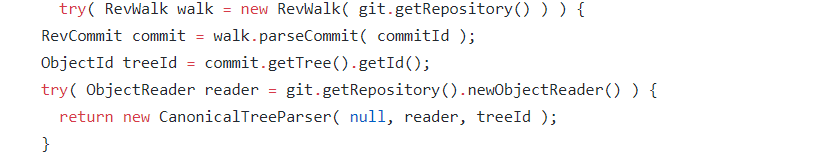 try( RevWalk walk = new RevWalk( git.getRepository() ) ) {
RevCommit commit = walk.parseCommit( commitId );
ObjectId treeId = commit.getTree().getId();
try( ObjectReader reader = git.getRepository().newObjectReader() ) {
return new CanonicalTreeParser( null, reader, treeId );
}